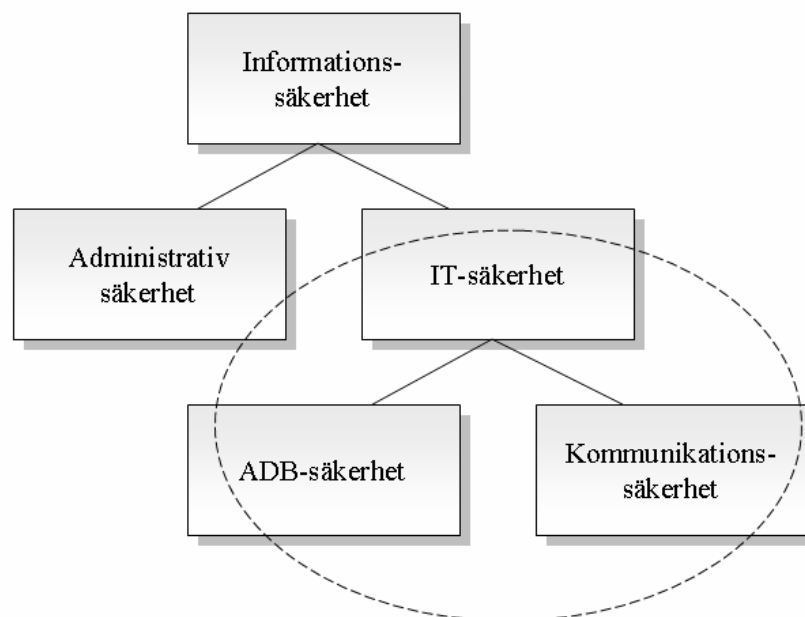 Informations-
säkerhet
Administrativ
säkerhet
IT-säkerhet
ADB-säkerhet
Kommunikations-
säkerhet